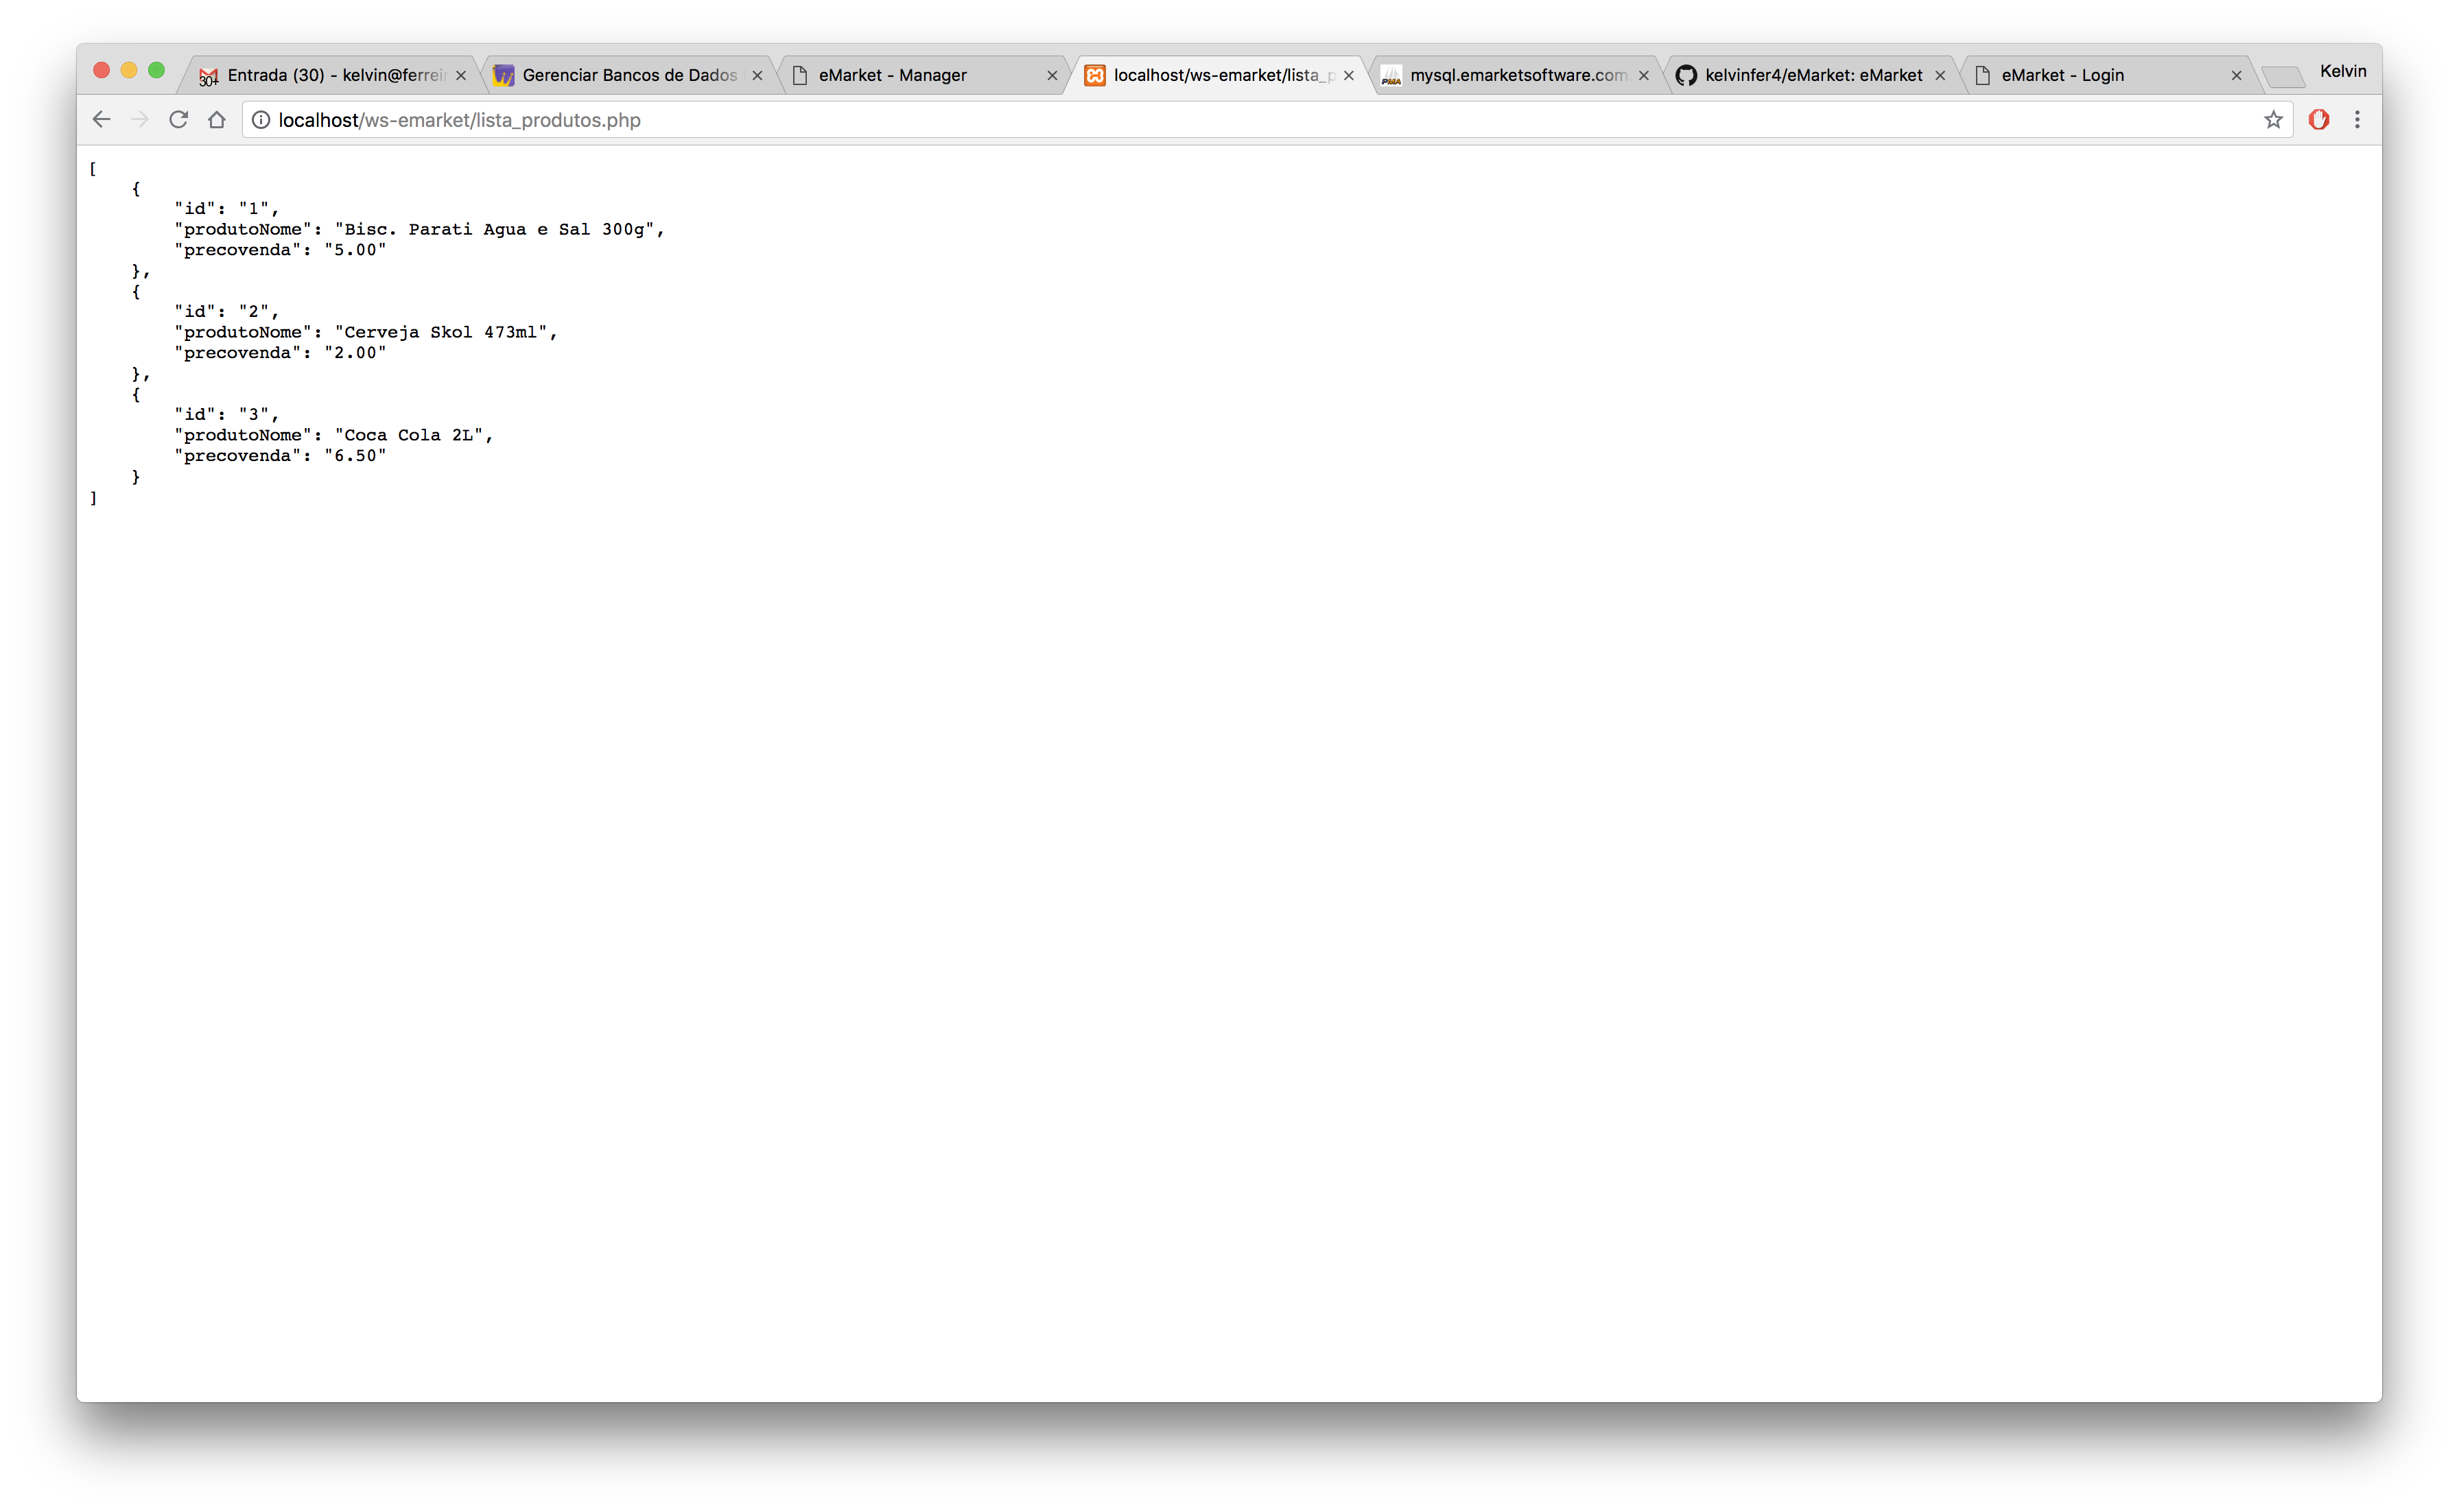 30+ Entrada (30) - kelvin@ferrei
Gerenciar Bancos de Dados
eMarket - Manager
localhost/ws-emarket/lista_p
PMA mysql.emarketsoftware.com
kelvinfer4/eMarket: eMarket
eMarket - Login
Kelvin
localhost/ws-emarket/lista_produtos.php
[
    {
        "id": "1",
        "produtoNome": "Bisc. Parati Agua e Sal 300g",
        "precovenda": "5.00"
    },
    {
        "id": "2",
        "produtoNome": "Cerveja Skol 473ml",
        "precovenda": "2.00"
    },
    {
        "id": "3",
        "produtoNome": "Coca Cola 2L",
        "precovenda": "6.50"
    }
]